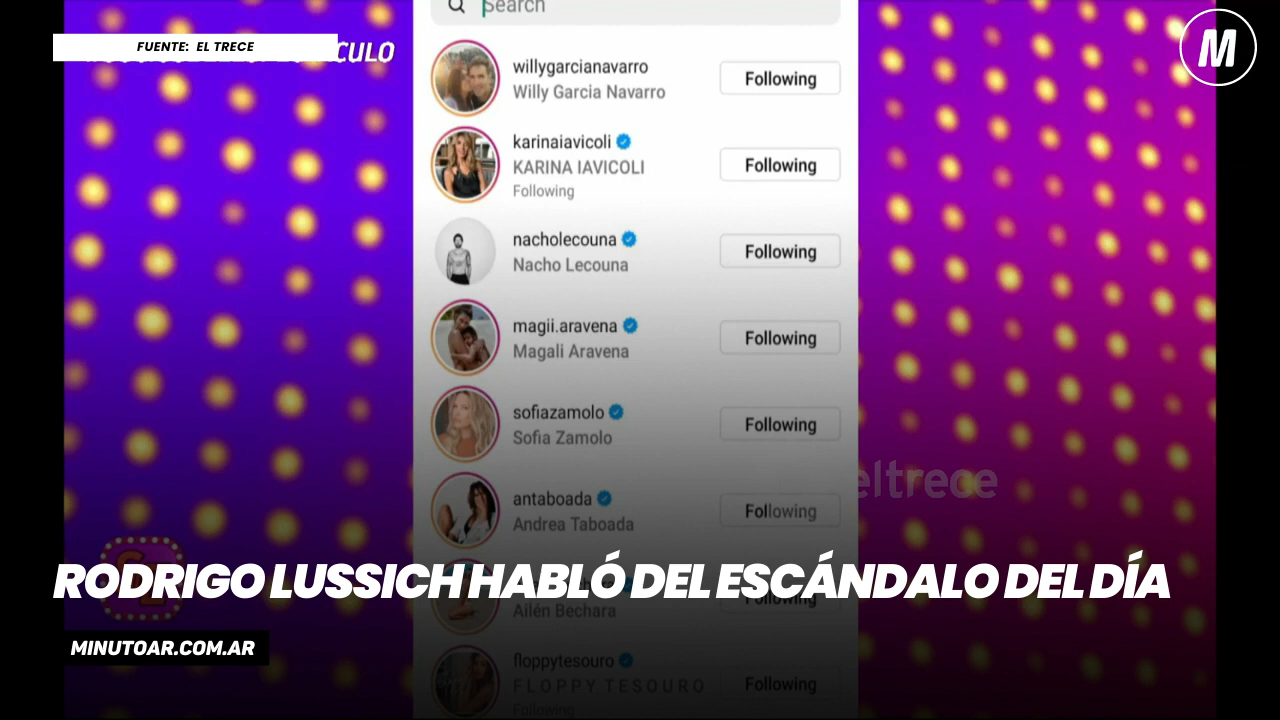 Search
FUENTE: EL TRECE
CULO
M
willygarcianavarro
Willy Garcia Navarro
Following
karinaiavicoli
KARINA IAVICOLI
Following
Following
nacholecouna
Nacho Lecouna
Following
magii.aravena
Magali Aravena
Following
sofiazamolo
Sofia Zamolo
Following
antaboada
Andrea Taboada
Following
eltrece
RODRIGO LUSSICH HABLÓ DEL ESCÁNDALO DEL DÍA
Ailén Bechara
Following
MINUTOAR.COM.AR
floppytesouro
FLOPPY TESOURO
Following
Following